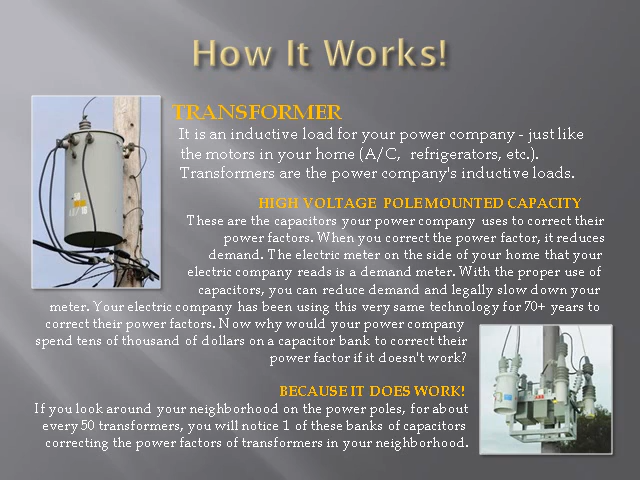 How It Works!
TRANSFORMER
It is an inductive load for your power company - just like
the motors in your home (A/C, refrigerators, etc.).
Transformers are the power company's inductive loads.
HIGH VOLTAGE POLE MOUNTED CAPACITY
These are the capacitors your power company uses to correct their
power factors. When you correct the power factor, it reduces
demand. The electric meter on the side of your home that your
electric company reads is a demand meter. With the proper use of
capacitors, you can reduce demand and legally slow down your
meter. Your electric company has been using this very same technology for 70+ years to
correct their power factors. Now why would your power company
spend tens of thousand of dollars on a capacitor bank to correct their
power factor if it doesn't work?
BECAUSE IT DOES WORK!
If you look around your neighborhood on the power poles, for about
every 50 transformers, you will notice 1 of these banks of capacitors
correcting the power factors of transformers in your neighborhood.
ABB